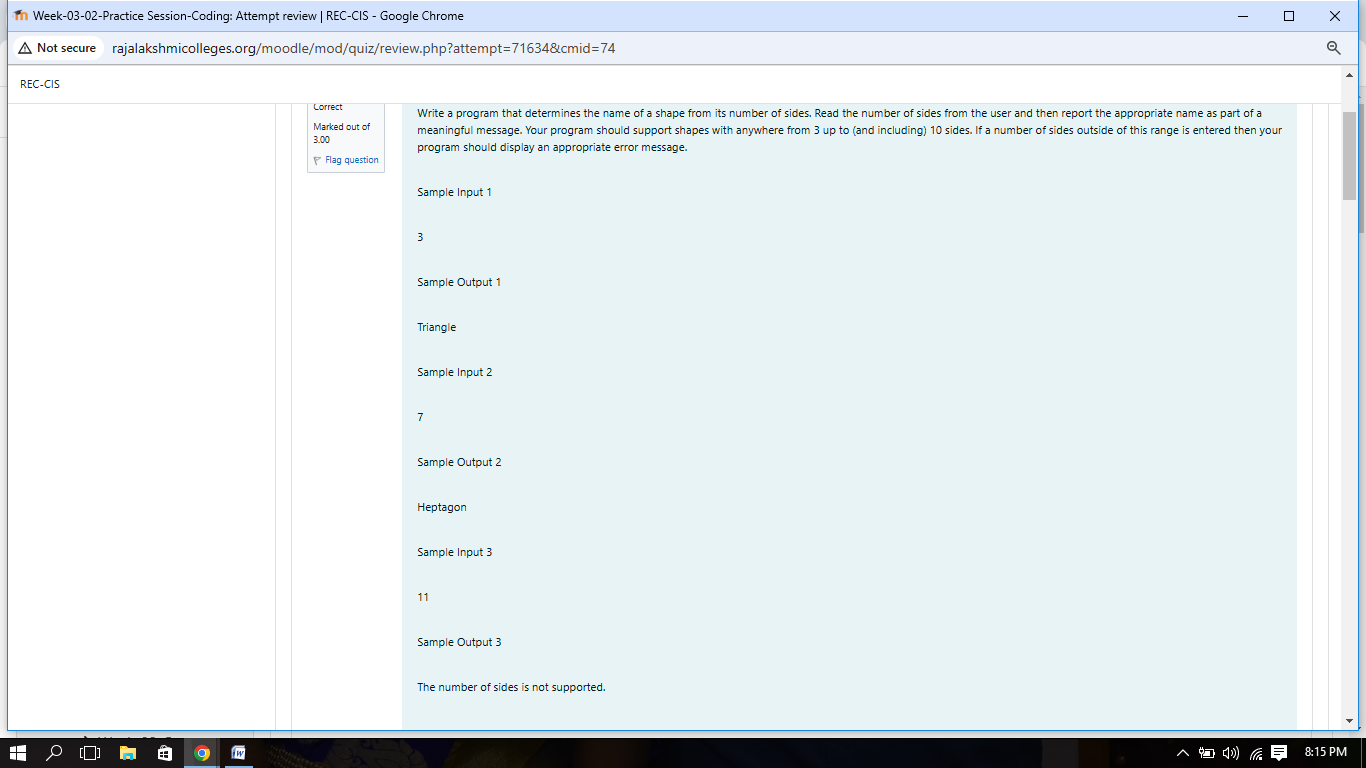 Week-03-02-Practice Session-Coding: Attempt review | REC-CIS - Google Chrome
Not secure rajalakshmicolleges.org/moodle/mod/quiz/review.php?attempt=71634&cmid=74
REC-CIS
Correct
Marked out of
3.00
Flag question
Write a program that determines the name of a shape from its number of sides. Read the number of sides from the user and then report the appropriate name as part of a
meaningful message. Your program should support shapes with anywhere from 3 up to (and including) 10 sides. If a number of sides outside of this range is entered then your
program should display an appropriate error message.
Sample Input 1
3
Sample Output 1
Triangle
Sample Input 2
7
Sample Output 2
Heptagon
Sample Input 3
11
Sample Output 3
The number of sides is not supported.
8:15 PM